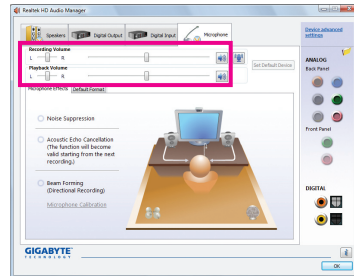 Realtek HD Audio Manager
Speakers
Digital Output
Digital Input
Microphone
Device advanced
settings
Recording Volume
L
R
Playback Volume
L
R
Set Default Device
Microphone Effects
Default Format
Noise Suppression
Acoustic Echo Cancellation
(The function will become
valid starting from the next
recording.)
Beam Forming
(Directional Recording)
Microphone Calibration
ANALOG
Back Panel
Front Panel
DIGITAL
GIGABYTE
TECHNOLOGY
i
OK